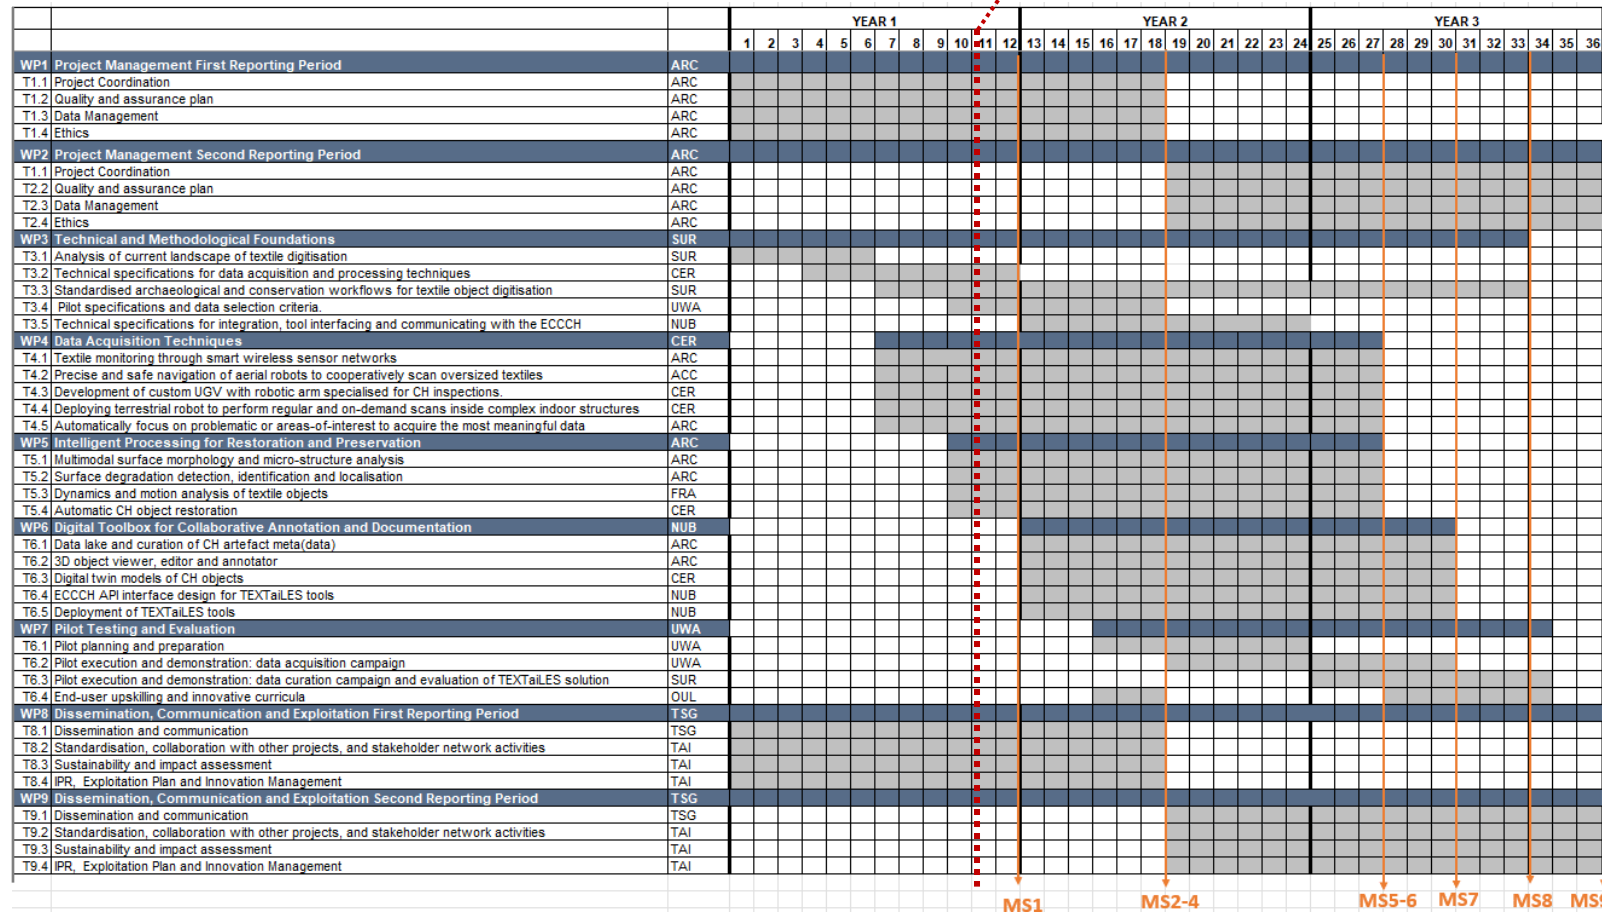 YEAR 1 YEAR 2 YEAR 3
1 2 3 4 5 6 7 8 9 10 11 12 13 14 15 16 17 18 19 20 21 22 23 24 25 26 27 28 29 30 31 32 33 34 35 36
WP1 Project Management First Reporting Period ARC
T1.1 Project Coordination ARC
T1.2 Quality and assurance plan ARC
T1.3 Data Management ARC
T1.4 Ethics ARC
WP2 Project Management Second Reporting Period ARC
T1.1 Project Coordination ARC
T2.2 Quality and assurance plan ARC
T2.3 Data Management ARC
T2.4 Ethics ARC
WP3 Technical and Methodological Foundations SUR
T3.1 Analysis of current landscape of textile digitisation SUR
T3.2 Technical specifications for data acquisition and processing techniques CER
T3.3 Standardised archaeological and conservation workflows for textile object digitisation SUR
T3.4 Pilot specifications and data selection criteria. UWA
T3.5 Technical specifications for integration, tool interfacing and communicating with the ECCCH NUB
WP4 Data Acquisition Techniques CER
T4.1 Textile monitoring through smart wireless sensor networks ARC
T4.2 Precise and safe navigation of aerial robots to cooperatively scan oversized textiles ACC
T4.3 Development of custom UGV with robotic arm specialised for CH inspections. CER
T4.4 Deploying terrestrial robot to perform regular and on-demand scans inside complex indoor structures CER
T4.5 Automatically focus on problematic or areas-of-interest to acquire the most meaningful data ARC
WP5 Intelligent Processing for Restoration and Preservation ARC
T5.1 Multimodal surface morphology and micro-structure analysis ARC
T5.2 Surface degradation detection, identification and localisation ARC
T5.3 Dynamics and motion analysis of textile objects FRA
T5.4 Automatic CH object restoration CER
WP6 Digital Toolbox for Collaborative Annotation and Documentation NUB
T6.1 Data lake and curation of CH artefact meta(data) ARC
T6.2 3D object viewer, editor and annotator ARC
T6.3 Digital twin models of CH objects CER
T6.4 ECCCH API interface design for TEXTaiLES tools NUB
T6.5 Deployment of TEXTaiLES tools NUB
WP7 Pilot Testing and Evaluation UWA
T6.1 Pilot planning and preparation UWA
T6.2 Pilot execution and demonstration: data acquisition campaign UWA
T6.3 Pilot execution and demonstration: data curation campaign and evaluation of TEXTaiLES solution SUR
T6.4 End-user upskilling and innovative curricula OUL
WP8 Dissemination, Communication and Exploitation First Reporting Period TSG
T8.1 Dissemination and communication TSG
T8.2 Standardisation, collaboration with other projects, and stakeholder network activities TAI
T8.3 Sustainability and impact assessment TAI
T8.4 IPR, Exploitation Plan and Innovation Management TAI
WP9 Dissemination, Communication and Exploitation Second Reporting Period TSG
T9.1 Dissemination and communication TSG
T9.2 Standardisation, collaboration with other projects, and stakeholder network activities TAI
T9.3 Sustainability and impact assessment TAI
T9.4 IPR, Exploitation Plan and Innovation Management TAI
MS1 MS2-4 MS5-6 MS7 MS8 MS9